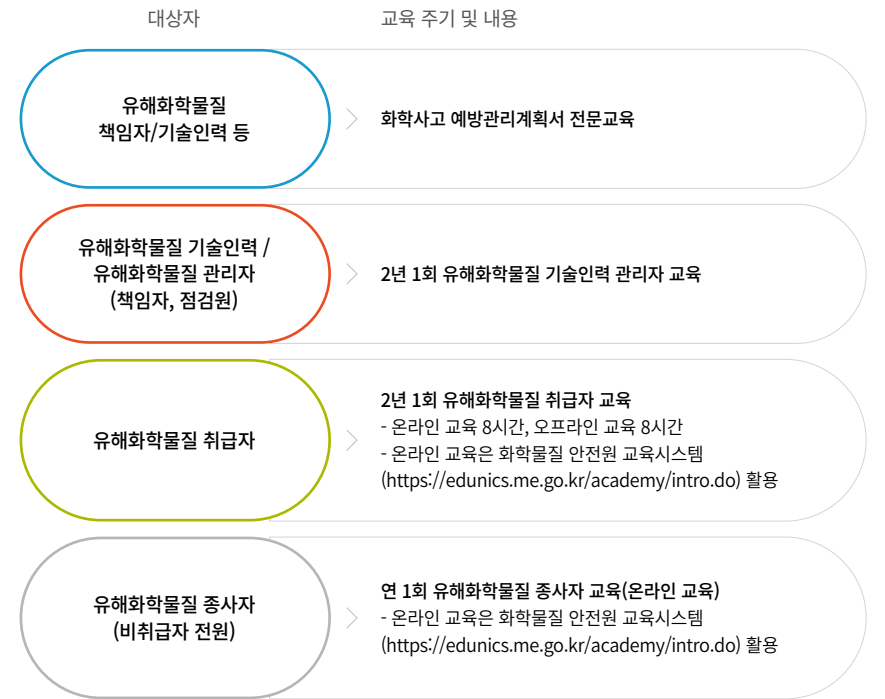 대상자
교육 주기 및 내용
유해화학물질
책임자/기술인력 등
화학사고 예방관리계획서 전문교육
유해화학물질 기술인력 /
유해화학물질 관리자
(책임자, 점검원)
2년 1회 유해화학물질 기술인력 관리자 교육
유해화학물질 취급자
2년 1회 유해화학물질 취급자 교육
- 온라인 교육 8시간, 오프라인 교육 8시간
- 온라인 교육은 화학물질 안전원 교육시스템
(https://edunics.me.go.kr/academy/intro.do) 활용
유해화학물질 종사자
(비취급자 전원)
연 1회 유해화학물질 종사자 교육(온라인 교육)
- 온라인 교육은 화학물질 안전원 교육시스템
(https://edunics.me.go.kr/academy/intro.do) 활용